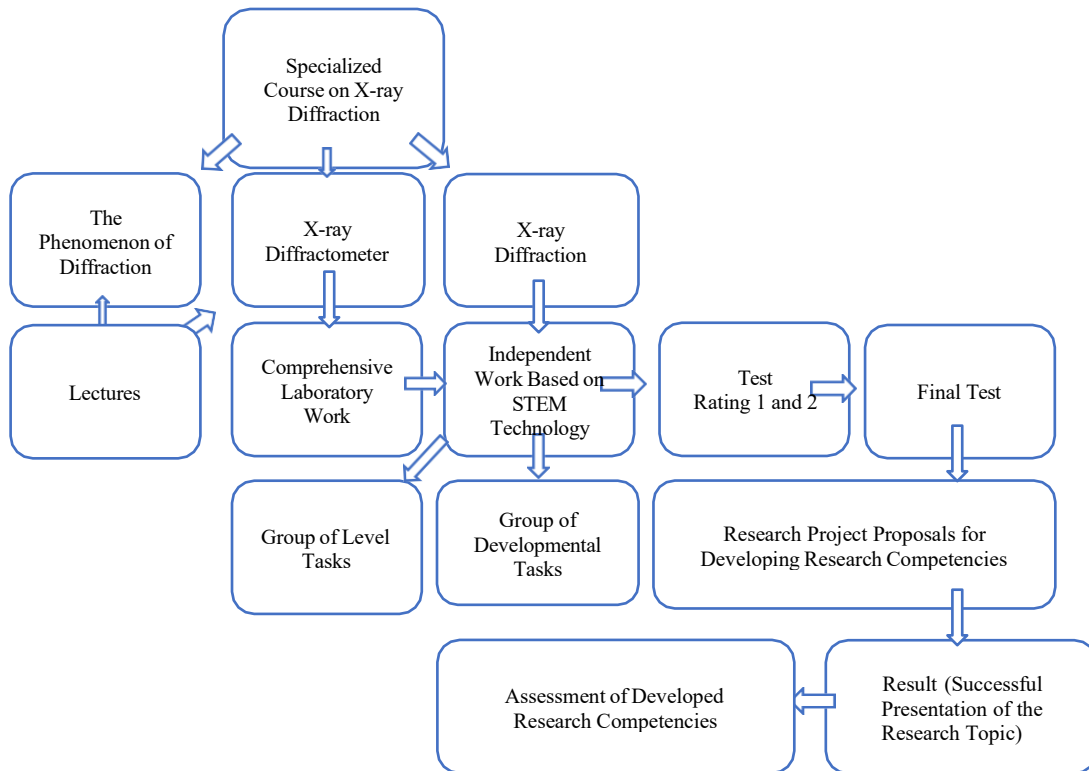 Specialized
Course on X-ray
Diffraction
The
Phenomenon of
Diffraction
X-ray
Diffractometer
X-ray
Diffraction
Lectures
Comprehensive
Laboratory
Work
Independent
Work Based on
STEM
Technology
Test
Rating 1 and 2
Final Test
Group of Level
Tasks
Group of
Developmental
Tasks
Research Project Proposals for
Developing Research Competencies
Assessment of Developed
Research Competencies
Result (Successful
Presentation of the
Research Topic)